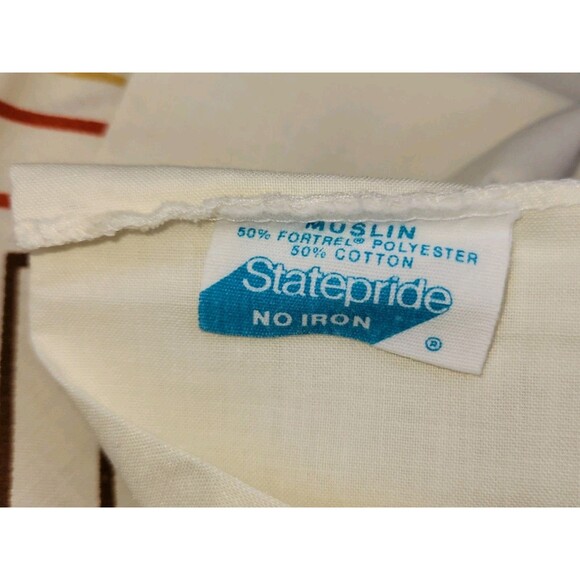 MUSLIN
50% FORTREL® POLYESTER
50% COTTON
Statepride
NO IRON
®